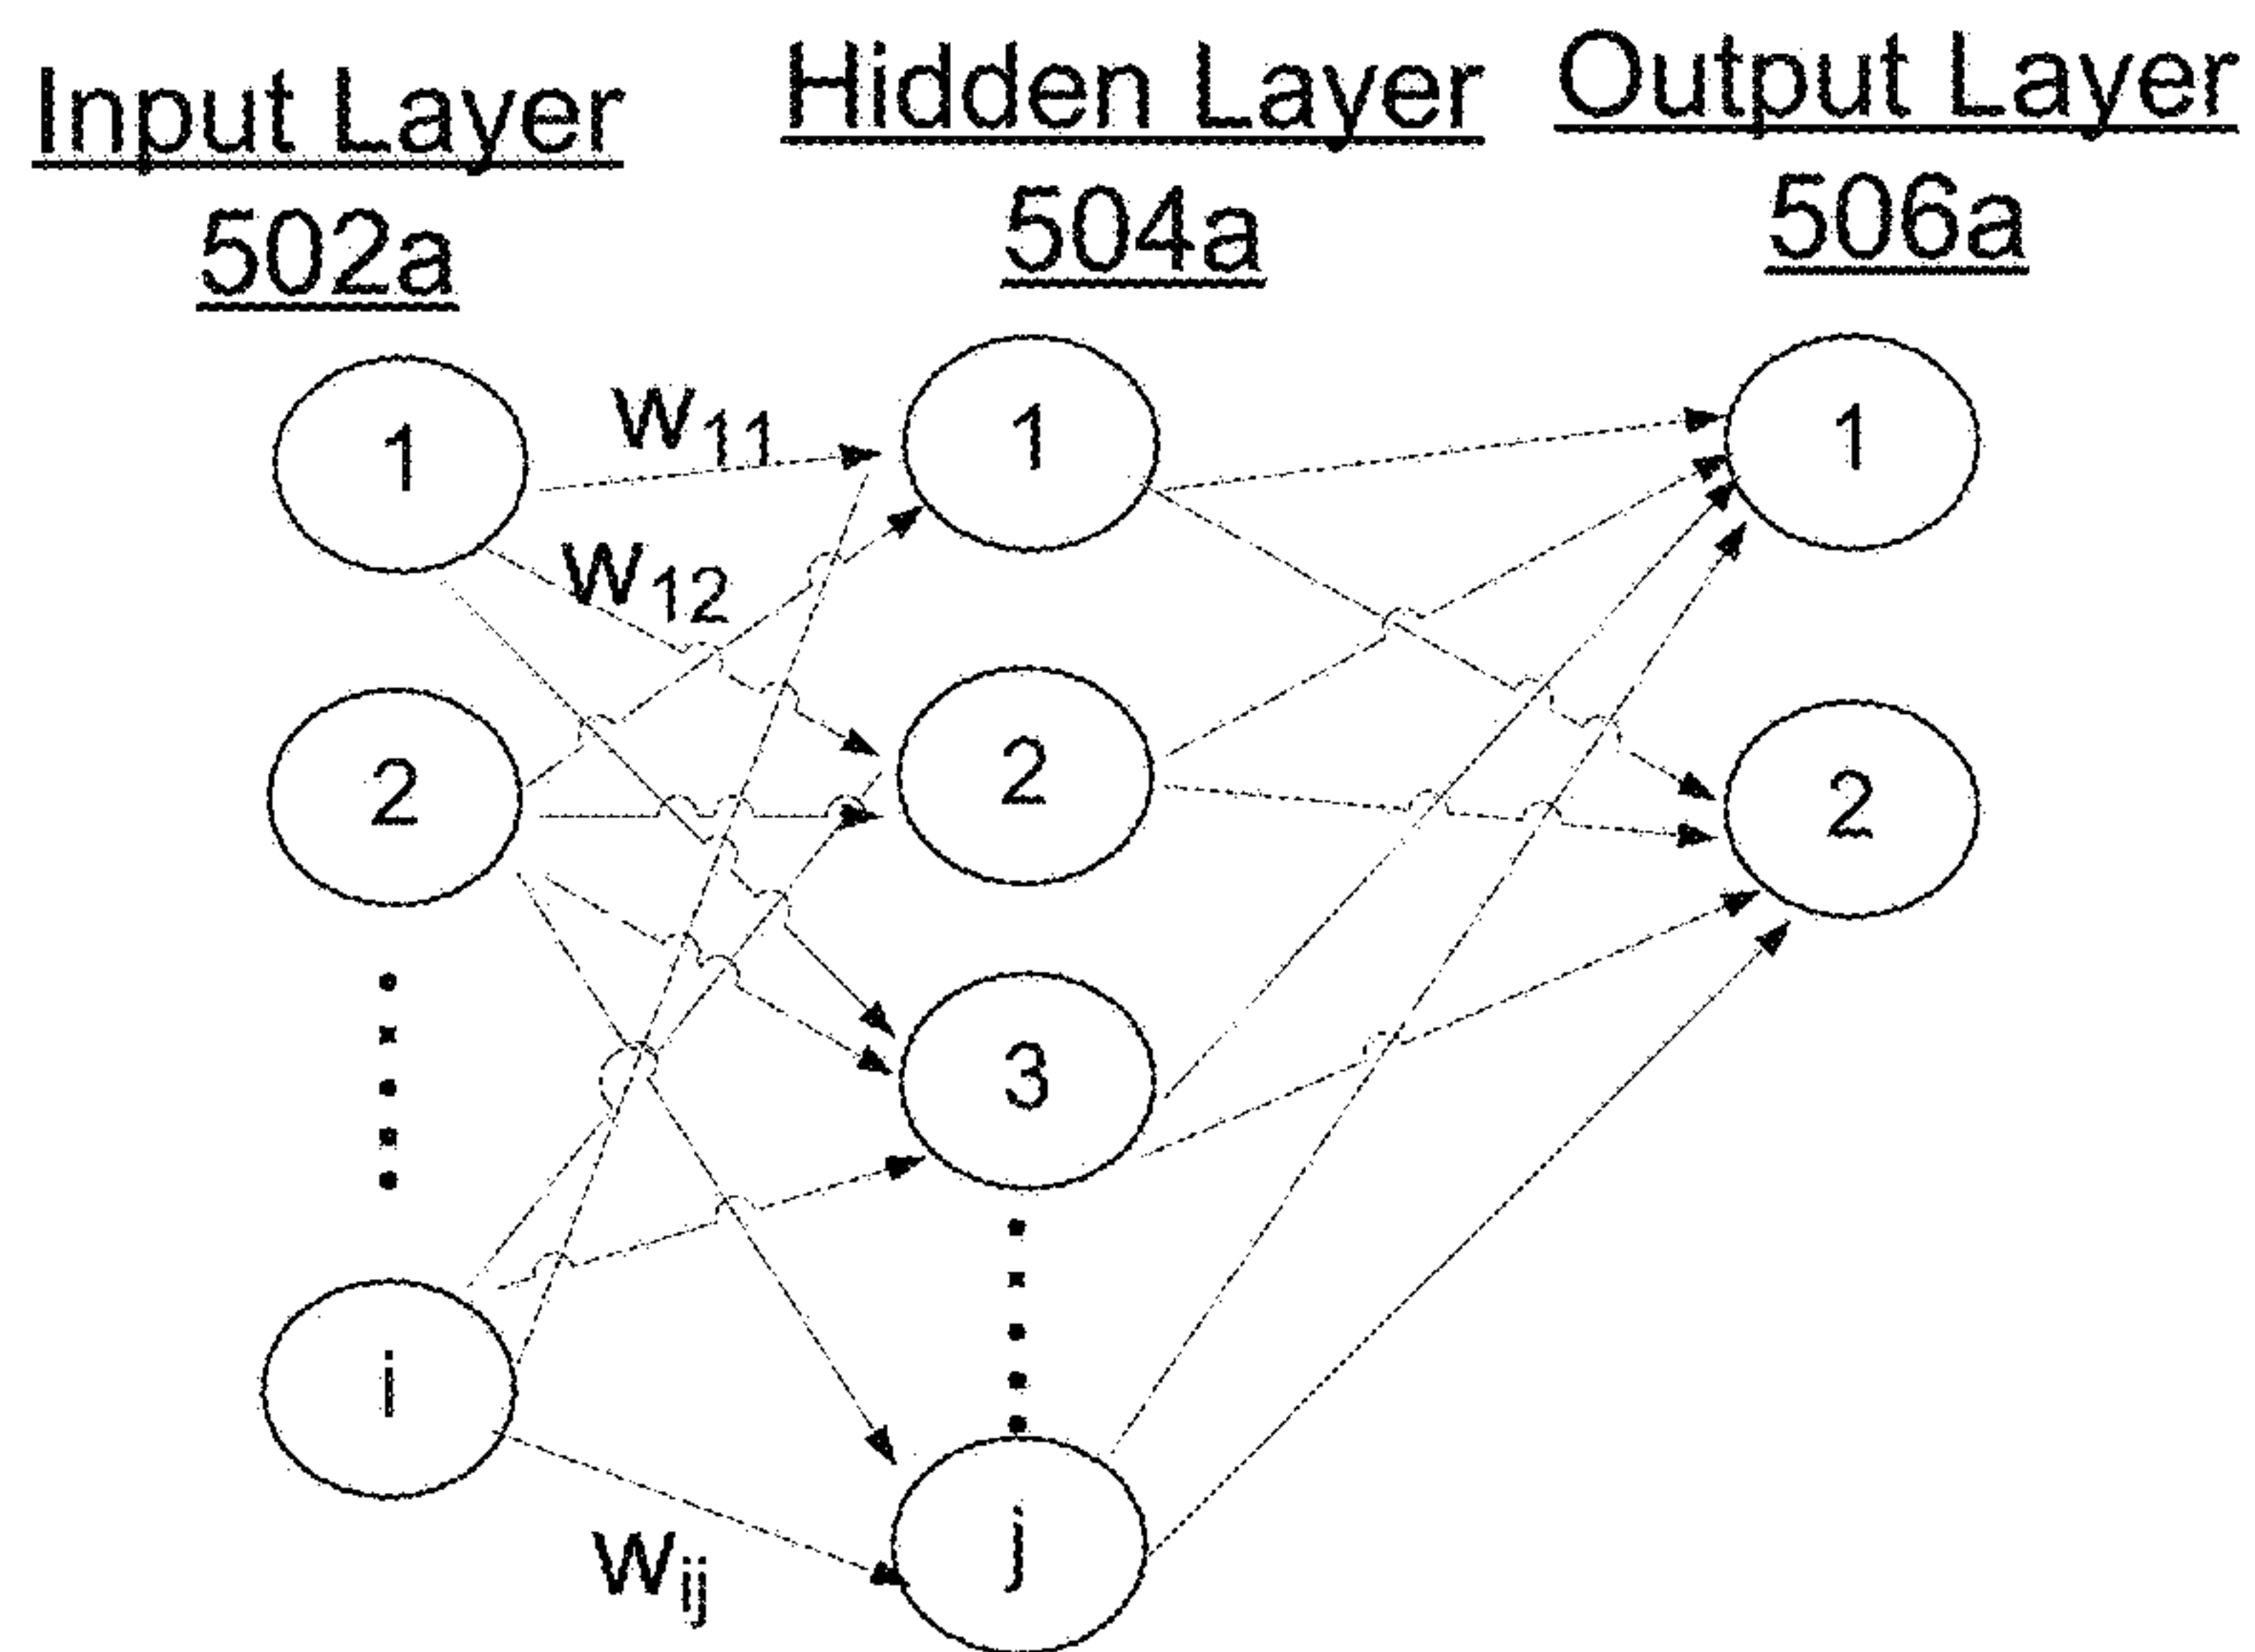 Input Layer
Hidden Layer
Output Layer
502a
504a
506a
1
w11
1
1
w12
2
2
2
3
i
j
wij